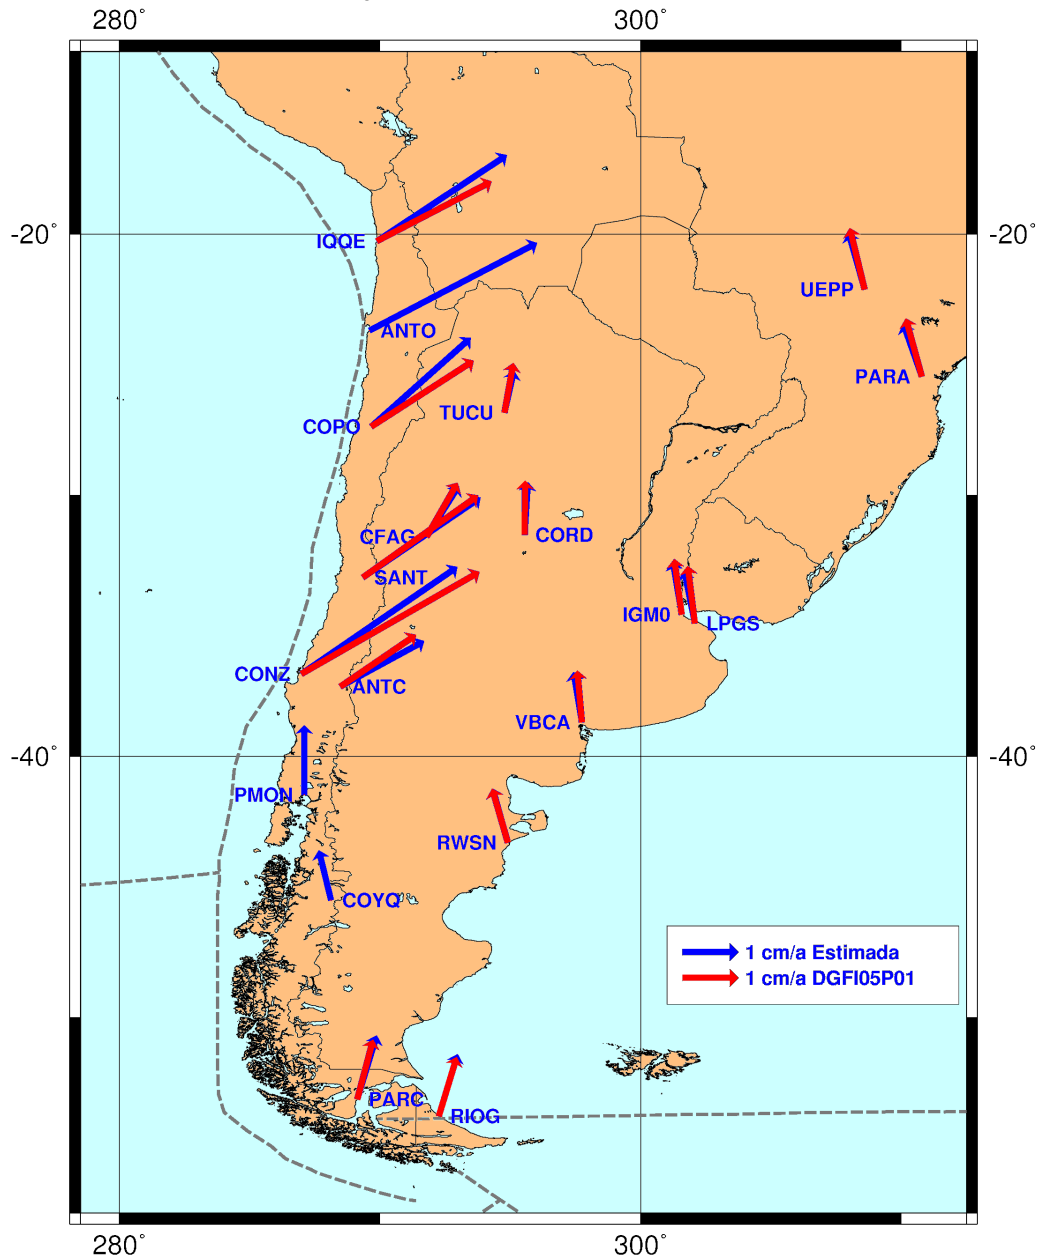 280° 300°
-20° -20°
IQQE
UEPP
ANTO
PARA
TUCU
COPO
CFAG
CORD
SANT
IGM0
LPGS
CONZ
ANTC
VBCA
-40° -40°
PMON
RWSN
COYQ
1 cm/a Estimada
1 cm/a DGFI05P01
PARC
RIOG
280° 300°